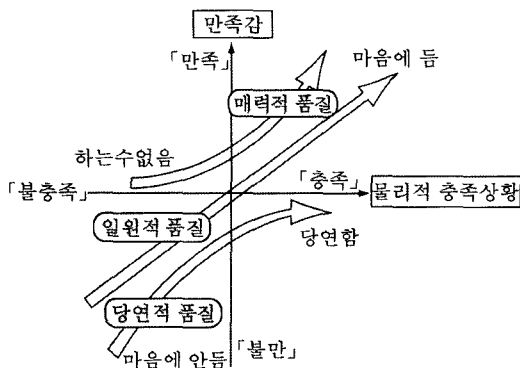 만족감
「만족」
마음에 듬
매력적 품질
하는수없음
「불충족」
「충족」
물리적 충족상황
일원적 품질
당연함
당연적 품질
마음에 안듬
「불만」